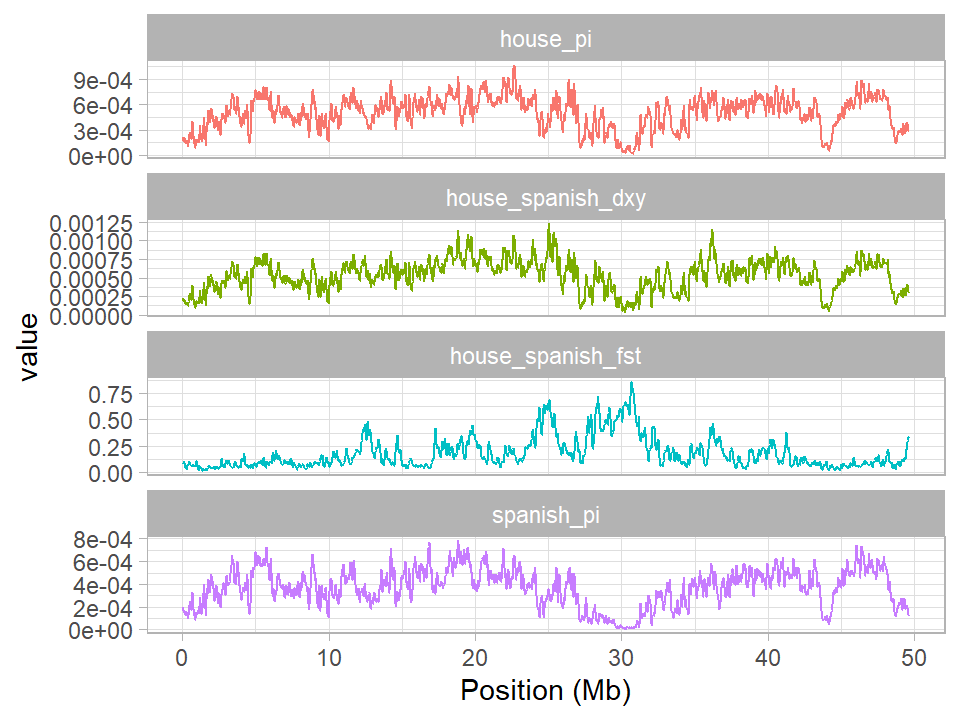 house_pi
9e-04
6e-04
3e-04
0e+00
house_spanish_dxy
0.00125
0.00100
0.00075
0.00050
0.00025
0.00000
value
house_spanish_fst
0.75
0.50
0.25
0.00
spanish_pi
8e-04
6e-04
4e-04
2e-04
0e+00
0 10 20 30 40 50
Position (Mb)